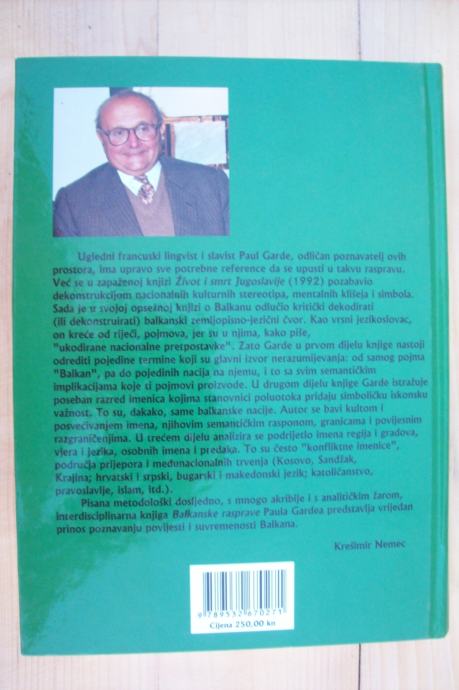 Ugledni francuski lingvist i slavist Paul Garde, odličan poznavatelj ovih
prostora, ima upravo sve potrebne reference da se upusti u takvu raspravu.
Već se u zapaženoj knjizi Život i smrt Jugoslavije (1992) pozabavio
dekonstrukcijom nacionalnih kulturnih stereotipa, mentalnih klišeja i simbola.
Sada je u svojoj opsežnoj knjizi o Balkanu odlučio kritički dekodirati
(ili dekonstruirati) balkanski zemljopisno-jezični čvor. Kao vrsni jezikoslovac,
on kreće od riječi, pojmova, jer su u njima, kako piše,
"ukodirane nacionalne pretpostavke". Zato Garde u prvom dijelu knjige nastoji
odrediti pojedine termine koji su glavni izvor nerazumijevanja: od samog pojma
"Balkan", pa do pojedinih nacija na njemu, i to sa svim semantičkim
implikacijama koje ti pojmovi proizvode. U drugom dijelu knjige Garde istražuje
poseban razred imenica kojima stanovnici poluotoka pridaju simboličku iskonsku
važnost. To su, dakako, same balkanske nacije. Autor se bavi kultom i
posvećivanjem imena, njihovim semantičkim rasponom, granicama i povijesnim
razgraničenjima. U trećem dijelu analizira se podrijetlo imena regija i gradova,
vjera i jezika, osobnih imena i predaka. To su često "konfliktne imenice",
područja prijepora i međunacionalnih trvenja (Kosovo, Sandžak,
Krajina; hrvatski i srpski, bugarski i makedonski jezik; katoličanstvo,
pravoslavlje, islam, itd.).
Pisana metodološki dosljedno, s mnogo akribije i s analitičkim žarom,
interdisciplinarna knjiga Balkanske rasprave Paula Gardea predstavlja vrijedan
prinos poznavanju povijesti i suvremenosti Balkana.
Krešimir Nemec
9 789532 670271
Cijena 250,00 kn